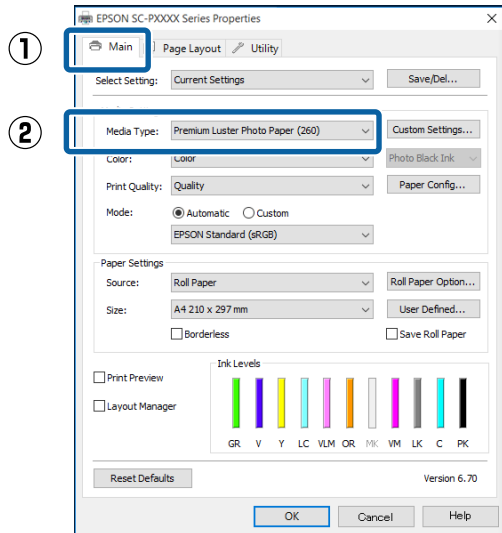 EPSON SC-PXXXX Series Properties
① Main Page Layout Utility
Select Setting: Current Settings Save/Del...
② Media Type: Premium Luster Photo Paper (260) Custom Settings...
Color: Color Photo Black Ink
Print Quality: Quality Paper Config...
Mode: Automatic Custom
EPSON Standard (sRGB)
Paper Settings
Source: Roll Paper Roll Paper Option...
Size: A4 210 x 297 mm User Defined...
Borderless Save Roll Paper
Ink Levels
Print Preview
Layout Manager
GR V Y LC VLM OR MK VM LK C PK
Reset Defaults Version 6.70
OK Cancel Help